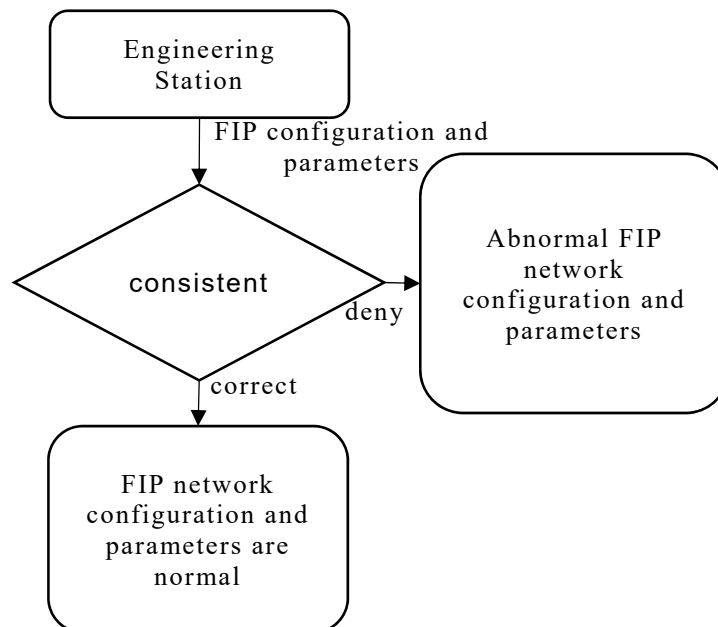 Engineering
Station
FIP configuration and
parameters
consistent
deny
Abnormal FIP
network
configuration and
parameters
correct
FIP network
configuration and
parameters are
normal